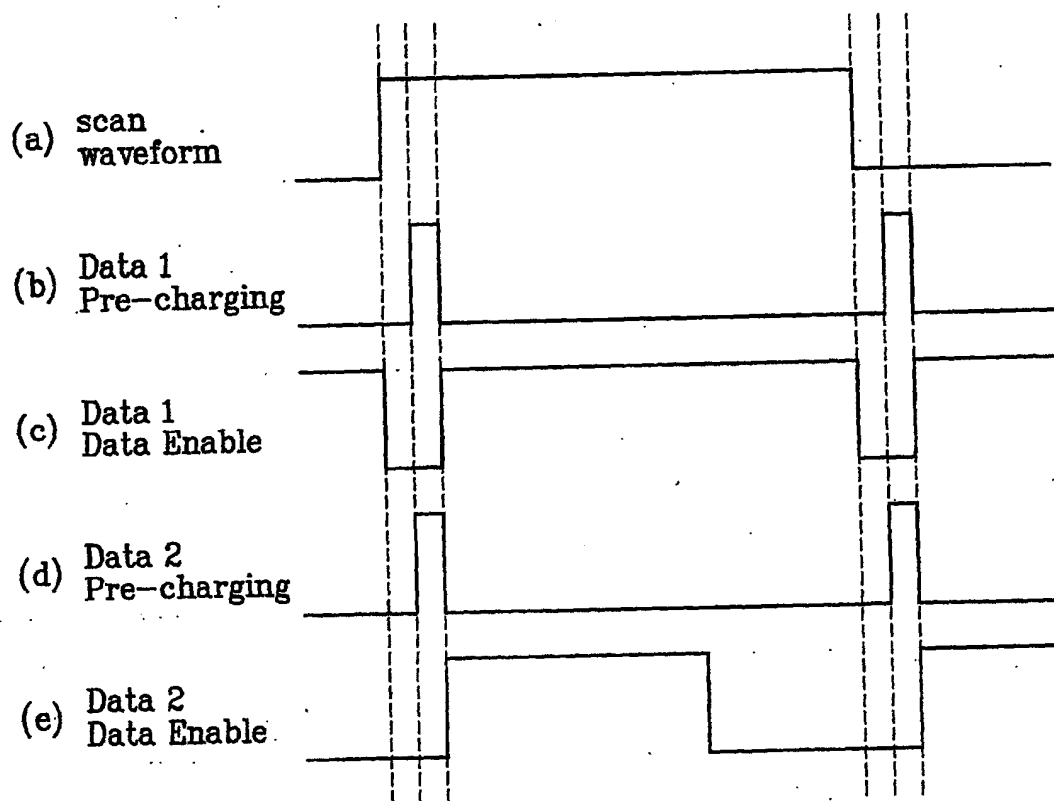 (a) scan
waveform
(b) Data 1
Pre-charging
(c) Data 1
Data Enable
(d) Data 2
Pre-charging
(e) Data 2
Data Enable